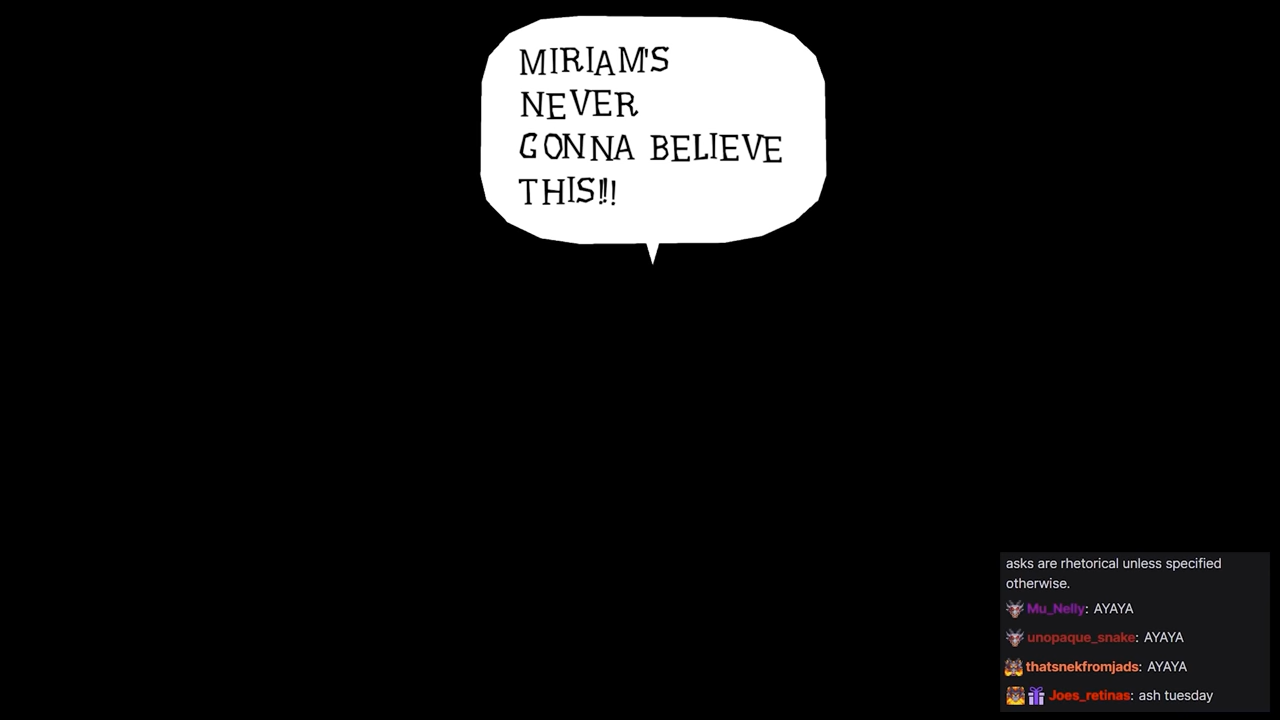 MIRIAM'S
NEVER
GONNA BELIEVE
THIS!!!
asks are rhetorical unless specified
otherwise.
Mu_Nelly: AYAYA
unopaque_snake: AYAYA
thatsnekfromjads: AYAYA
Joes_retinas: ash tuesday